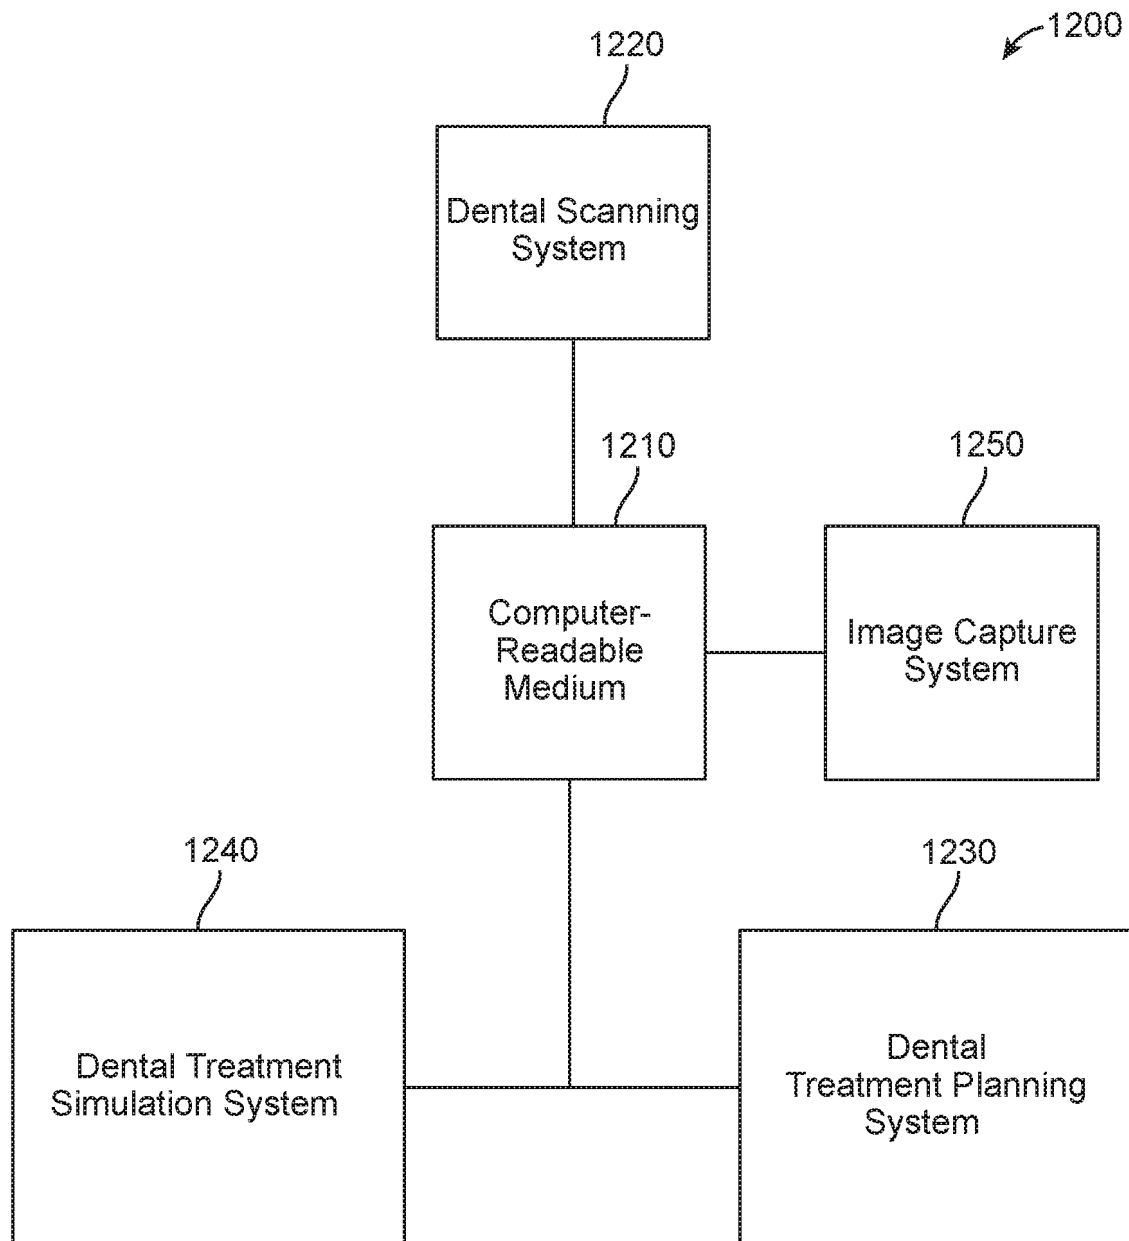 1200
1220
Dental Scanning
System
1210
1250
Computer-
Readable
Medium
Image Capture
System
1240
1230
Dental Treatment
Simulation System
Dental
Treatment Planning
System